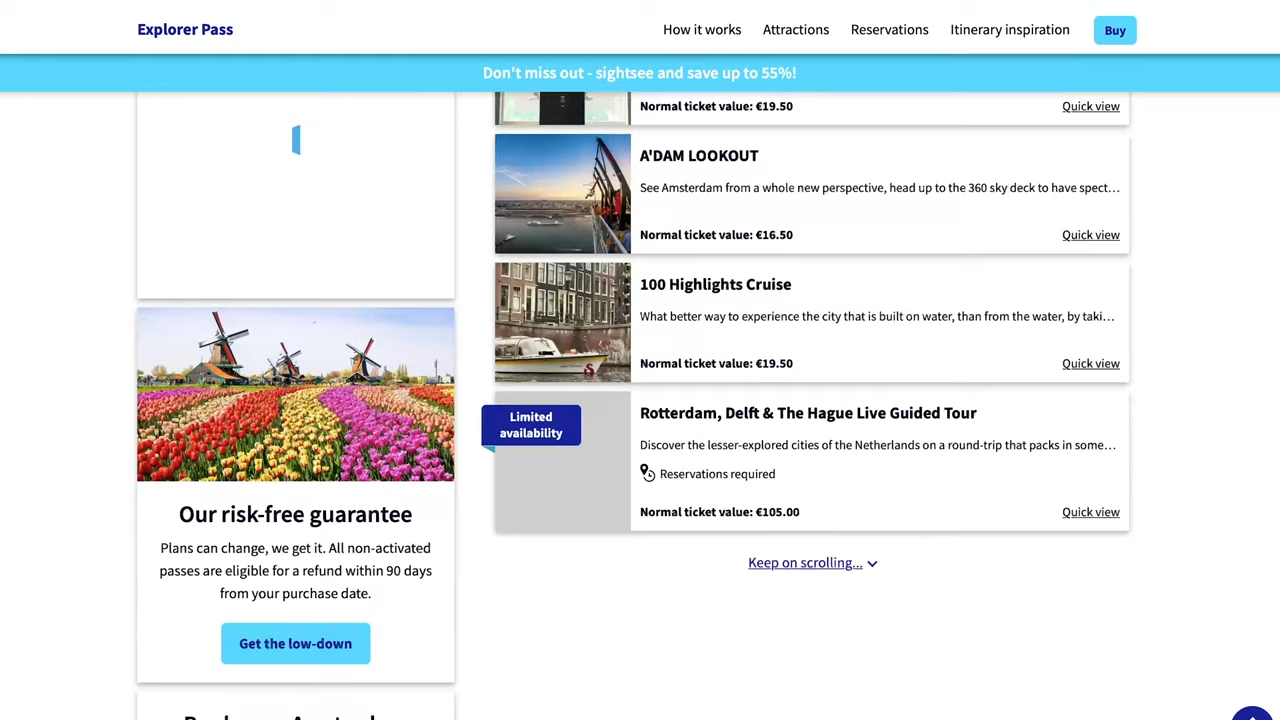 Explorer Pass
How it works
Attractions
Reservations
Itinerary inspiration
Buy
Don't miss out - sightsee and save up to 55%!
Normal ticket value: €19.50
Quick view
A'DAM LOOKOUT
See Amsterdam from a whole new perspective, head up to the 360 sky deck to have spect…
Normal ticket value: €16.50
Quick view
100 Highlights Cruise
What better way to experience the city that is built on water, than from the water, by taki…
Normal ticket value: €19.50
Quick view
Limited
availability
Rotterdam, Delft & The Hague Live Guided Tour
Discover the lesser-explored cities of the Netherlands on a round-trip that packs in some…
Reservations required
Normal ticket value: €105.00
Quick view
Keep on scrolling...
Our risk-free guarantee
Plans can change, we get it. All non-activated
passes are eligible for a refund within 90 days
from your purchase date.
Get the low-down